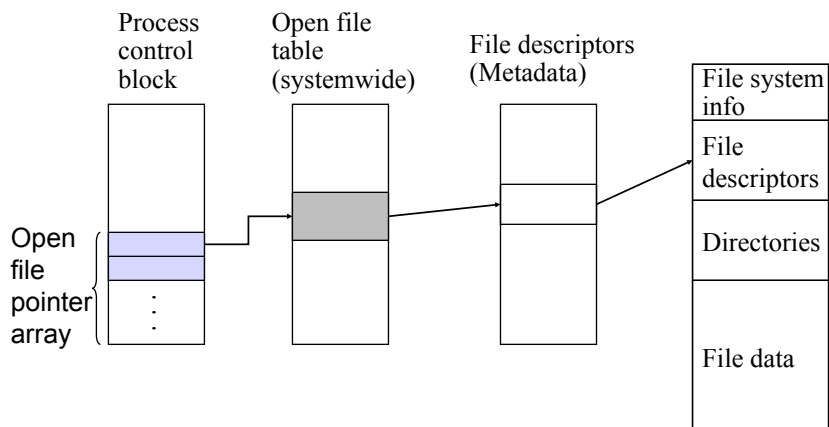 Process
control
block
Open file
table
(systemwide)
File descriptors
(Metadata)
File system
info
File
descriptors
Directories
File data
Open
file
pointer
array